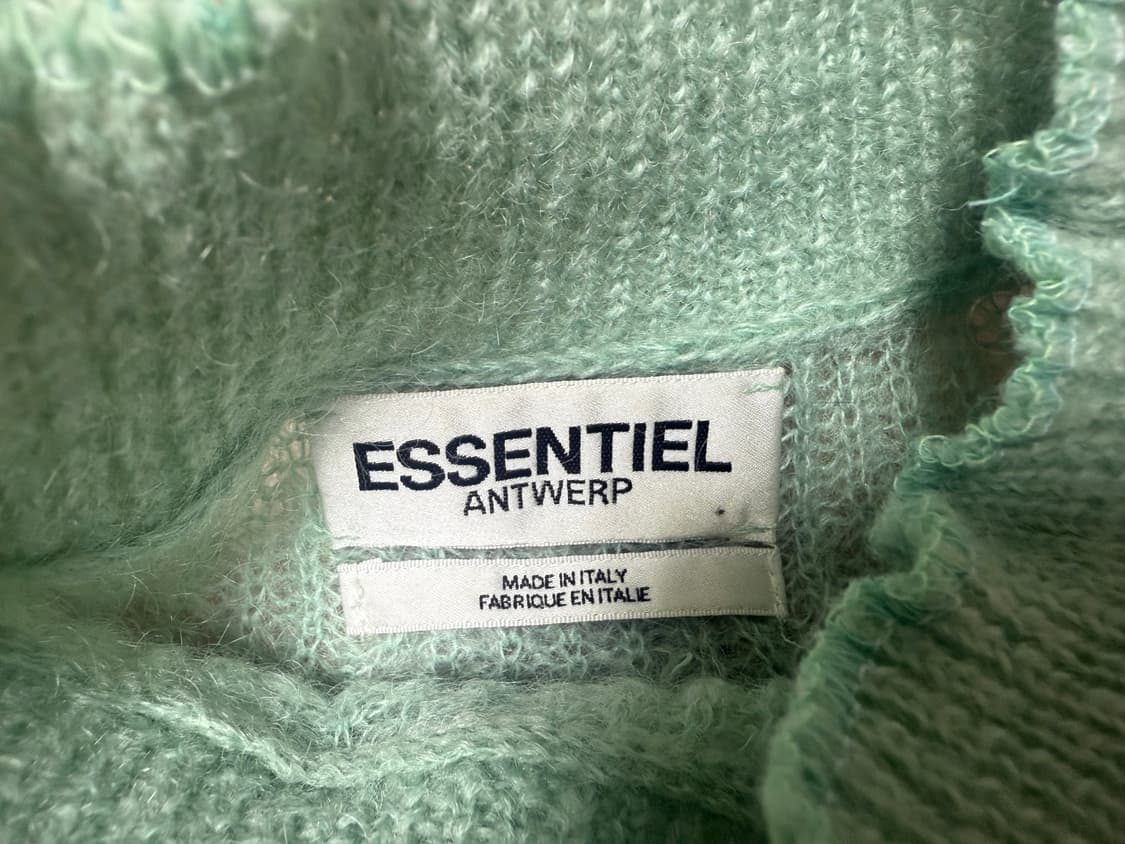 ESSENTIEL
ANTWERP
MADE IN ITALY
FABRIQUE EN ITALIE